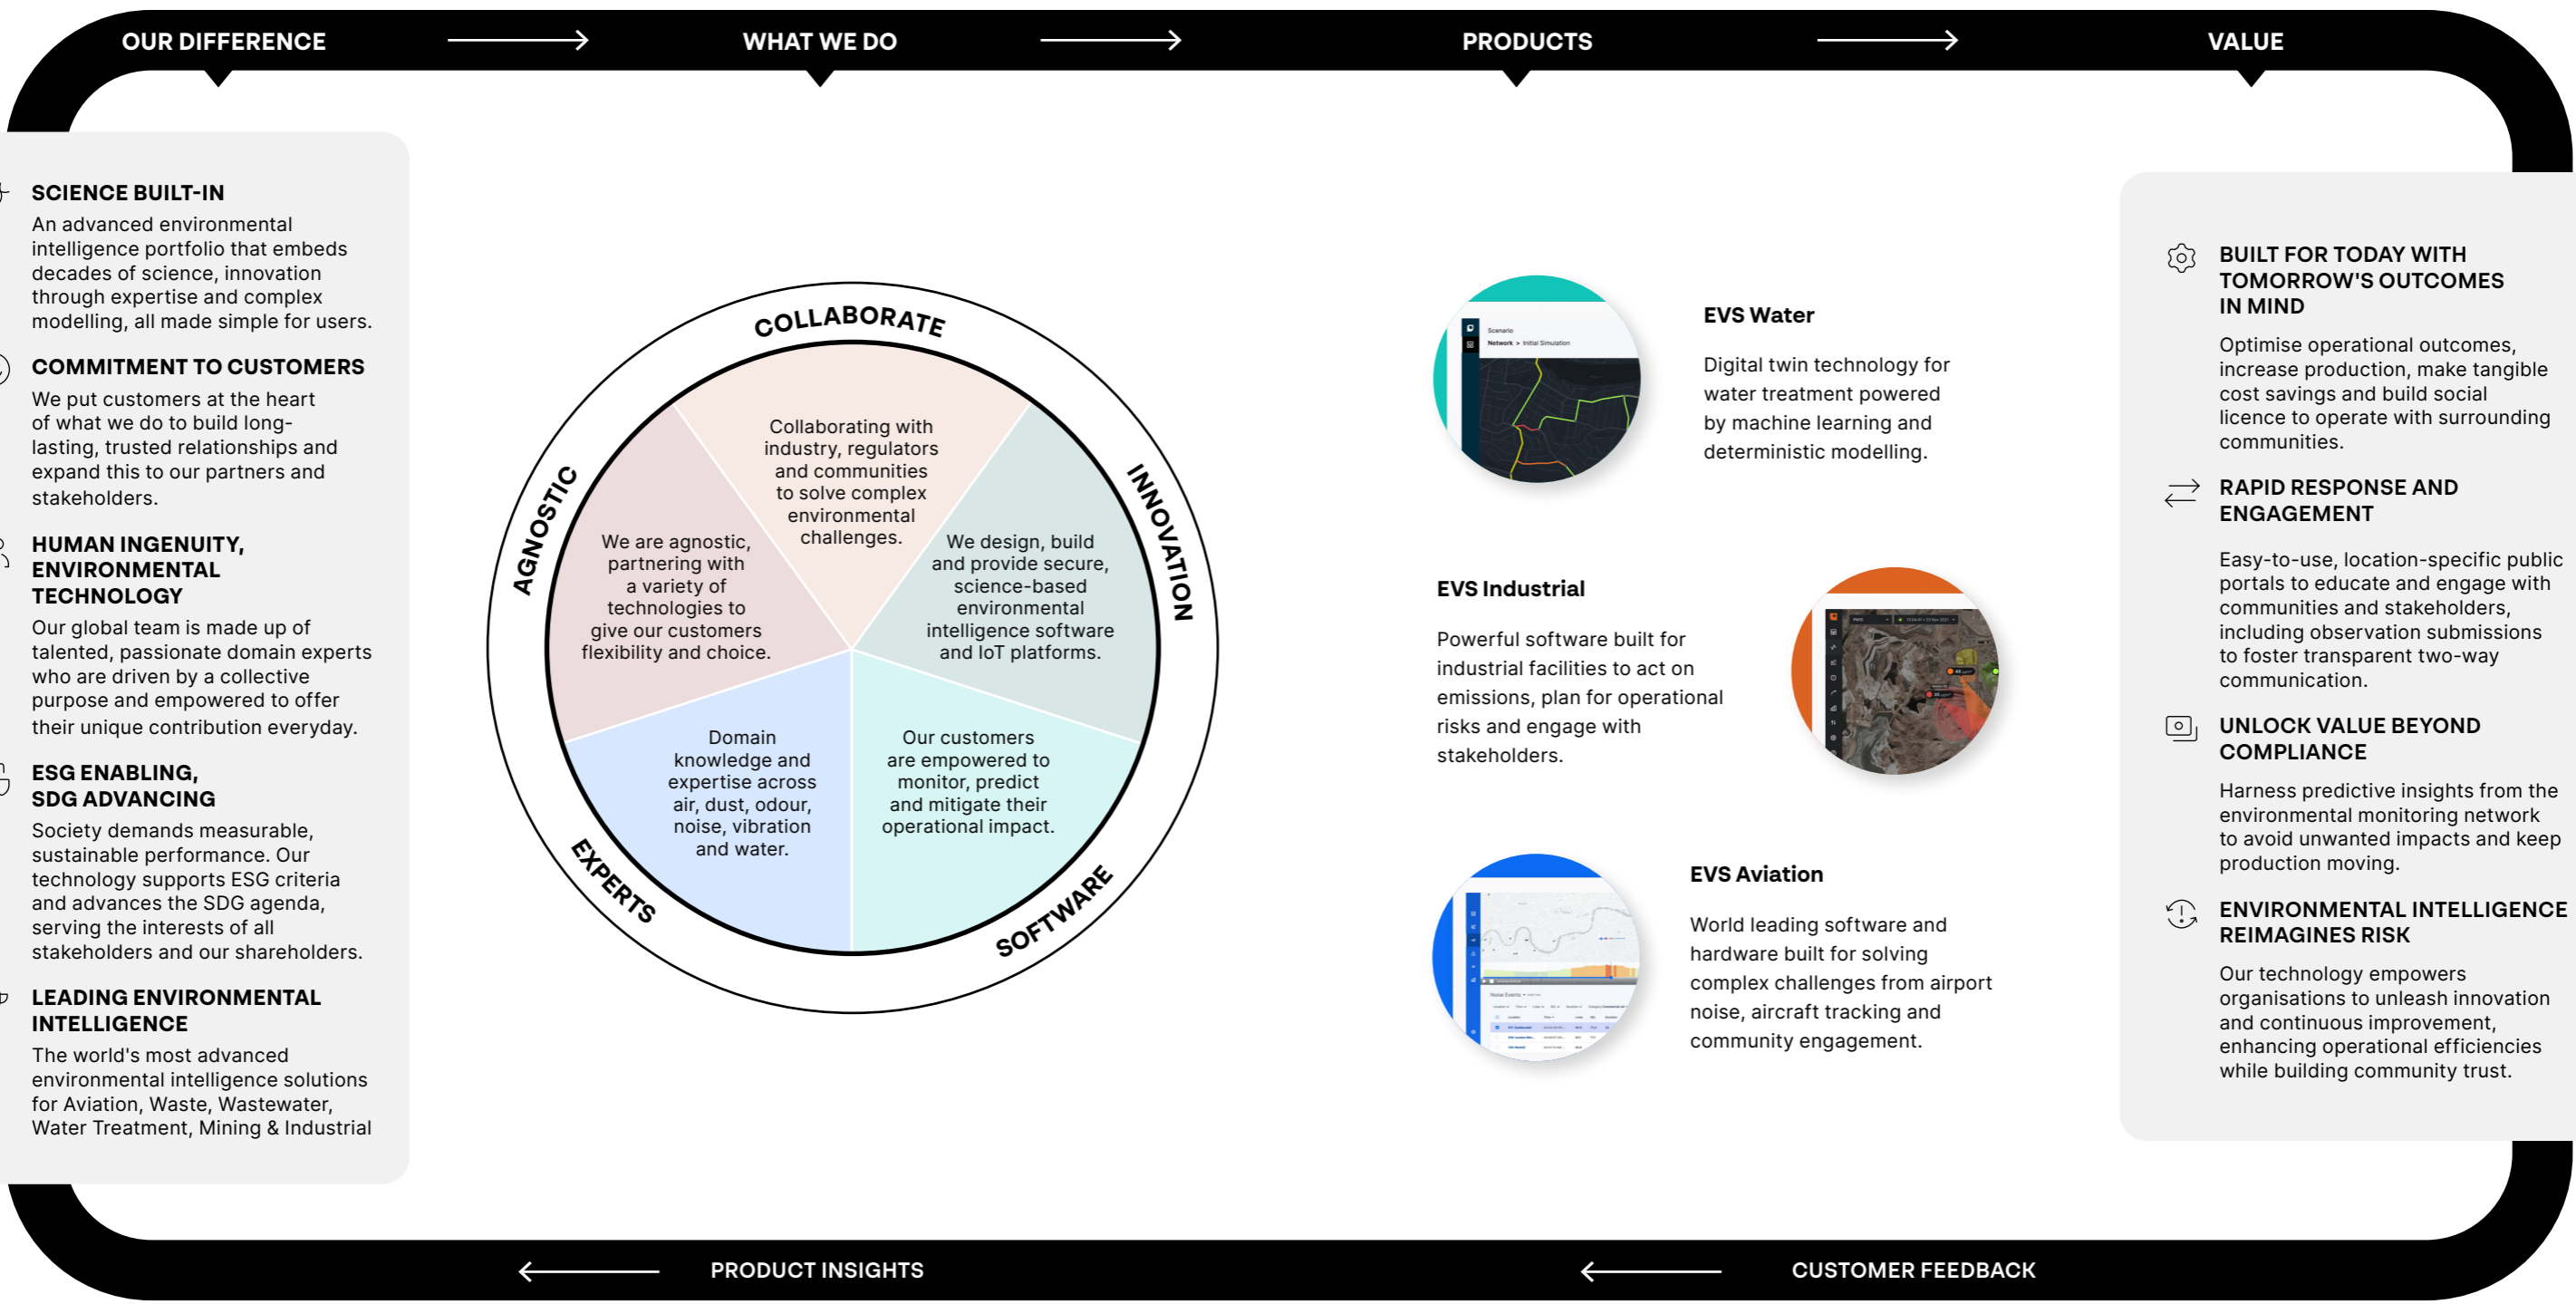 OUR DIFFERENCE
WHAT WE DO
PRODUCTS
VALUE
SCIENCE BUILT-IN
An advanced environmental
intelligence portfolio that embeds
decades of science, innovation
through expertise and complex
modelling, all made simple for users.
COMMITMENT TO CUSTOMERS
We put customers at the heart
of what we do to build long-
lasting, trusted relationships and
expand this to our partners and
stakeholders.
HUMAN INGENUITY,
ENVIRONMENTAL
TECHNOLOGY
Our global team is made up of
talented, passionate domain experts
who are driven by a collective
purpose and empowered to offer
their unique contribution everyday.
ESG ENABLING,
SDG ADVANCING
Society demands measurable,
sustainable performance. Our
technology supports ESG criteria
and advances the SDG agenda,
serving the interests of all
stakeholders and our shareholders.
LEADING ENVIRONMENTAL
INTELLIGENCE
The world's most advanced
environmental intelligence solutions
for Aviation, Waste, Wastewater,
Water Treatment, Mining & Industrial
COLLABORATE
Collaborating with
industry, regulators
and communities
to solve complex
environmental
challenges.
INNOVATION
We design, build
and provide secure,
science-based
environmental
intelligence software
and IoT platforms.
SOFTWARE
Our customers
are empowered to
monitor, predict
and mitigate their
operational impact.
EXPERTS
Domain
knowledge and
expertise across
air, dust, odour,
noise, vibration
and water.
AGNOSTIC
We are agnostic,
partnering with
a variety of
technologies to
give our customers
flexibility and choice.
Scenario
Network > Initial Simulation
EVS Water
Digital twin technology for
water treatment powered
by machine learning and
deterministic modelling.
EVS Industrial
Powerful software built for
industrial facilities to act on
emissions, plan for operational
risks and engage with
stakeholders.
Noise Events
EVS Aviation
World leading software and
hardware built for solving
complex challenges from airport
noise, aircraft tracking and
community engagement.
BUILT FOR TODAY WITH
TOMORROW'S OUTCOMES
IN MIND
Optimise operational outcomes,
increase production, make tangible
cost savings and build social
licence to operate with surrounding
communities.
RAPID RESPONSE AND
ENGAGEMENT
Easy-to-use, location-specific public
portals to educate and engage with
communities and stakeholders,
including observation submissions
to foster transparent two-way
communication.
UNLOCK VALUE BEYOND
COMPLIANCE
Harness predictive insights from the
environmental monitoring network
to avoid unwanted impacts and keep
production moving.
ENVIRONMENTAL INTELLIGENCE
REIMAGINES RISK
Our technology empowers
organisations to unleash innovation
and continuous improvement,
enhancing operational efficiencies
while building community trust.
PRODUCT INSIGHTS
CUSTOMER FEEDBACK